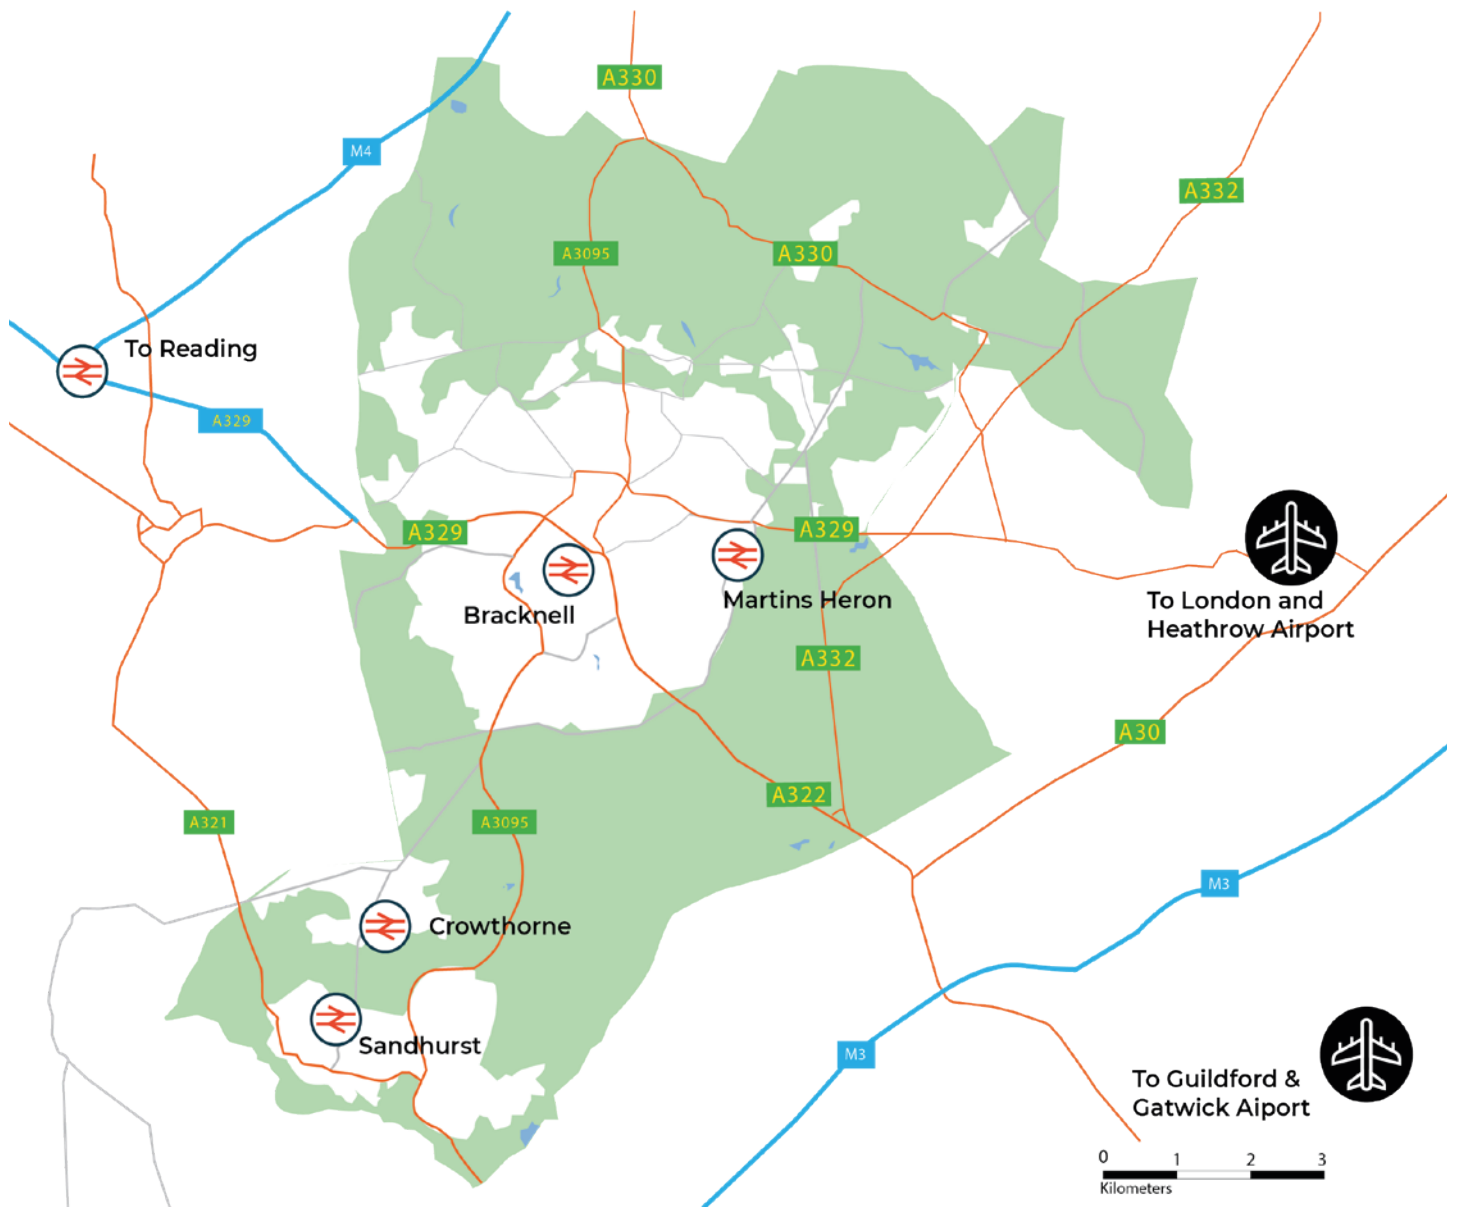 A330
M4
A332
A3095
A330
To Reading
A329
A329
A329
Bracknell
Martins Heron
To London and
Heathrow Airport
A332
A30
A322
A321
A3095
M3
Crowthorne
Sandhurst
M3
To Guildford &
Gatwick Aiport
0 1 2 3
Kilometers